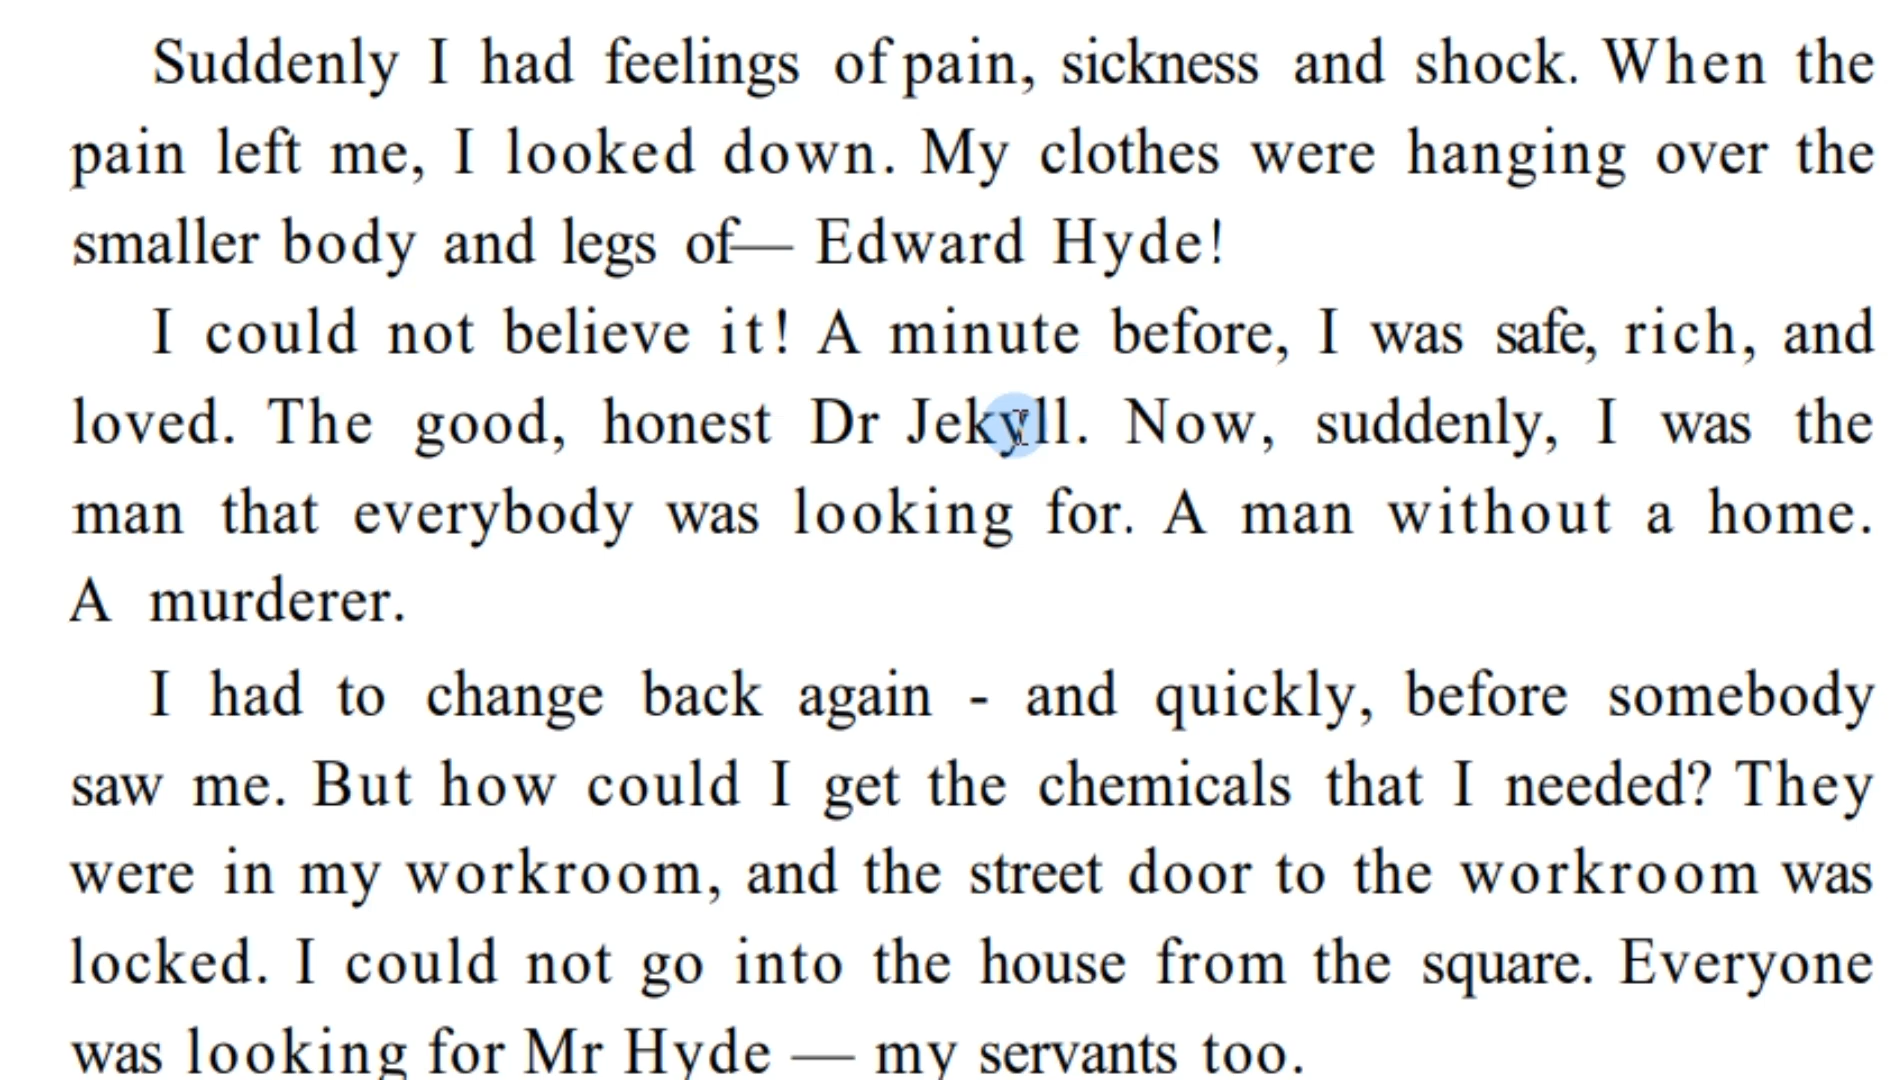 Suddenly I had feelings of pain, sickness and shock. When the
pain left me, I looked down. My clothes were hanging over the
smaller body and legs of— Edward Hyde!
I could not believe it! A minute before, I was safe, rich, and
loved. The good, honest Dr Jekyll. Now, suddenly, I was the
man that everybody was looking for. A man without a home.
A murderer.
I had to change back again - and quickly, before somebody
saw me. But how could I get the chemicals that I needed? They
were in my workroom, and the street door to the workroom was
locked. I could not go into the house from the square. Everyone
was looking for Mr Hyde — my servants too.